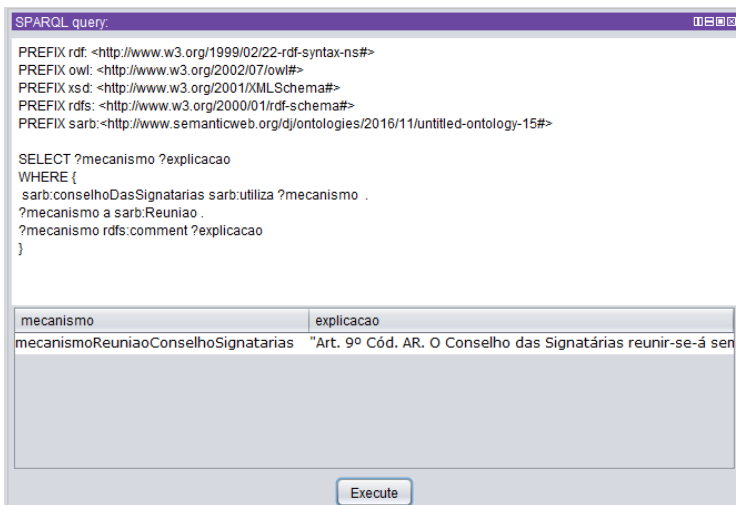 SPARQL query:
PREFIX rdf: <http://www.w3.org/1999/02/22-rdf-syntax-ns#>
PREFIX owl: <http://www.w3.org/2002/07/owl#>
PREFIX xsd: <http://www.w3.org/2001/XMLSchema#>
PREFIX rdfs: <http://www.w3.org/2000/01/rdf-schema#>
PREFIX sarb:<http://www.semanticweb.org/dj/ontologies/2016/11/untitled-ontology-15#>
SELECT ?mecanismo ?explicacao
WHERE {
sarb:conselhoDasSignatarias sarb:utiliza ?mecanismo .
?mecanismo a sarb:Reuniao .
?mecanismo rdfs:comment ?explicacao
}
mecanismo explicacao
mecanismoReuniaoConselhoSignatarias "Art. 9º Cód. AR. O Conselho das Signatárias reunir-se-á sen
Execute